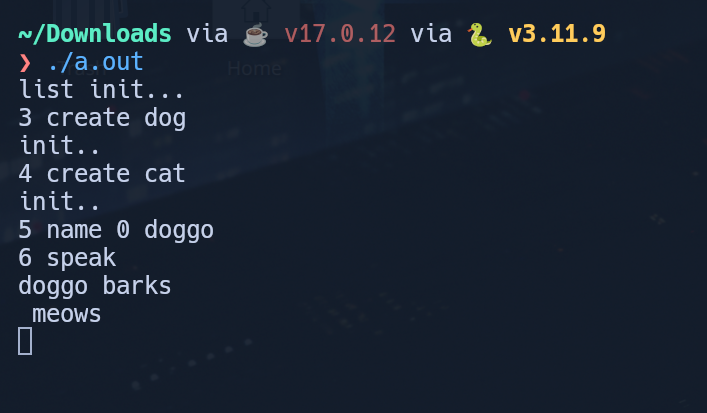 ~/Downloads via ☕ v17.0.12 via 🐍 v3.11.9
❯ ./a.out
list init...
3 create dog
init..
4 create cat
init..
5 name 0 doggo
6 speak
doggo barks
 meows
Home